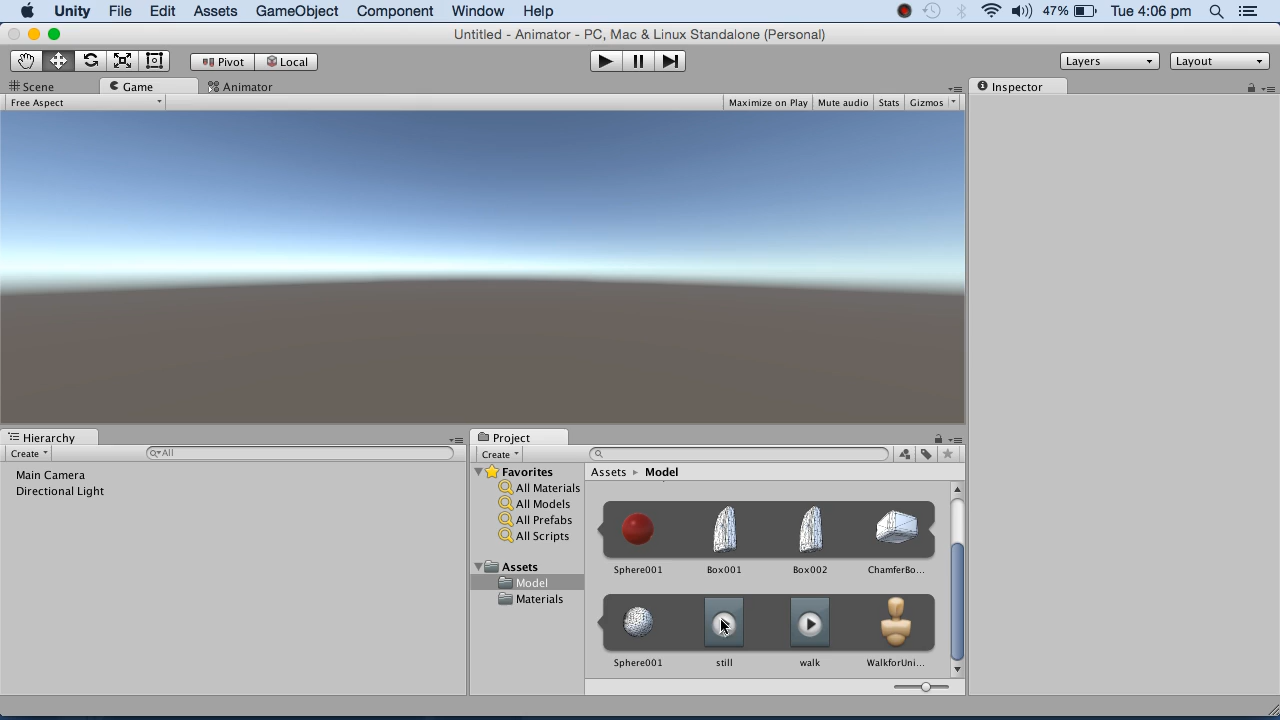 Unity File Edit Assets GameObject Component Window Help 47% Tue 4:06 pm
Untitled - Animator - PC, Mac & Linux Standalone (Personal)
Pivot Local Layers Layout
Scene Game Animator Inspector
Free Aspect Maximize on Play Mute audio Stats Gizmos
Hierarchy Project
Create All Create
Main Camera
Directional Light
Favorites
All Materials
All Models
All Prefabs
All Scripts
Assets
Model
Materials
Assets Model
Sphere001 Box001 Box002 ChamferBo...
Sphere001 still walk WalkforUni...